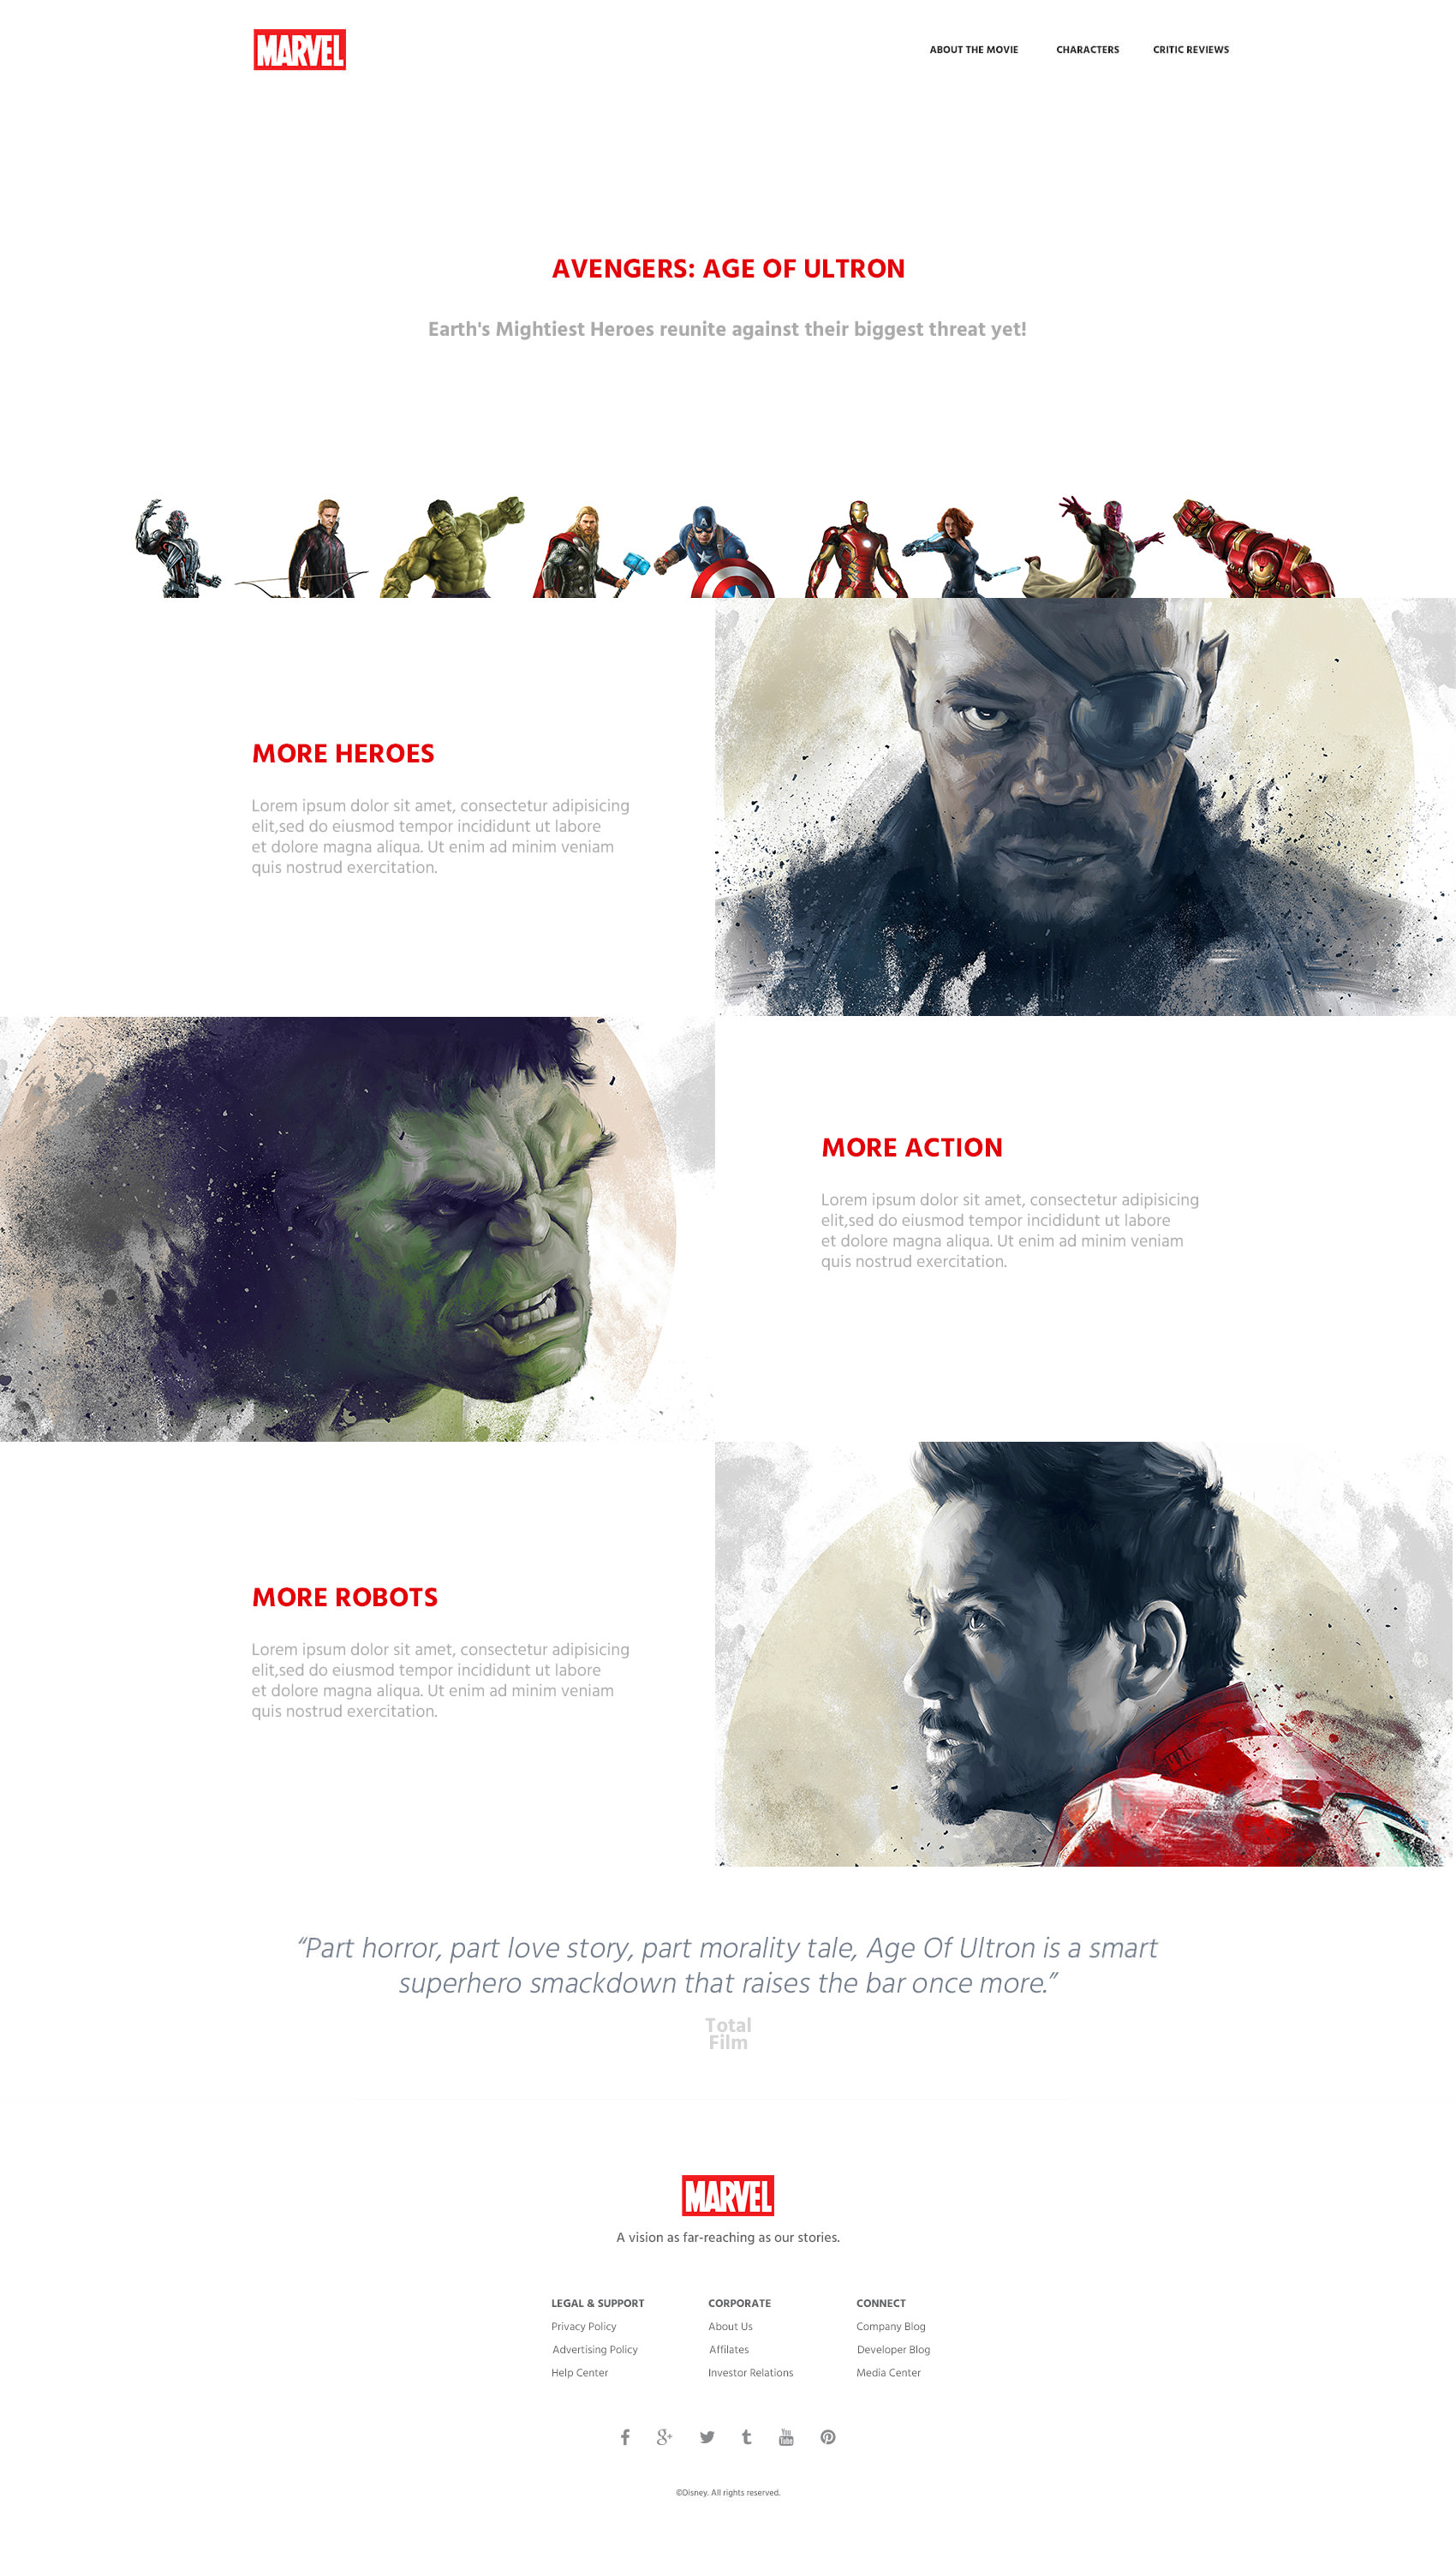 MARVEL
ABOUT THE MOVIE CHARACTERS CRITIC REVIEWS
AVENGERS: AGE OF ULTRON
Earth's Mightiest Heroes reunite against their biggest threat yet!
A
MORE HEROES
Lorem ipsum dolor sit amet, consectetur adipisicing
elit,sed do eiusmod tempor incididunt ut labore
et dolore magna aliqua. Ut enim ad minim veniam
quis nostrud exercitation.
MORE ACTION
Lorem ipsum dolor sit amet, consectetur adipisicing
elit,sed do eiusmod tempor incididunt ut labore
et dolore magna aliqua. Ut enim ad minim veniam
quis nostrud exercitation.
MORE ROBOTS
Lorem ipsum dolor sit amet, consectetur adipisicing
elit,sed do eiusmod tempor incididunt ut labore
et dolore magna aliqua. Ut enim ad minim veniam
quis nostrud exercitation.
“Part horror, part love story, part morality tale, Age Of Ultron is a smart
superhero smackdown that raises the bar once more.”
Total
Film
MARVEL
A vision as far-reaching as our stories.
LEGAL & SUPPORT CORPORATE CONNECT
Privacy Policy About Us Company Blog
Advertising Policy Affilates Developer Blog
Help Center Investor Relations Media Center
f g+ t You Tube
©Disney. All rights reserved.